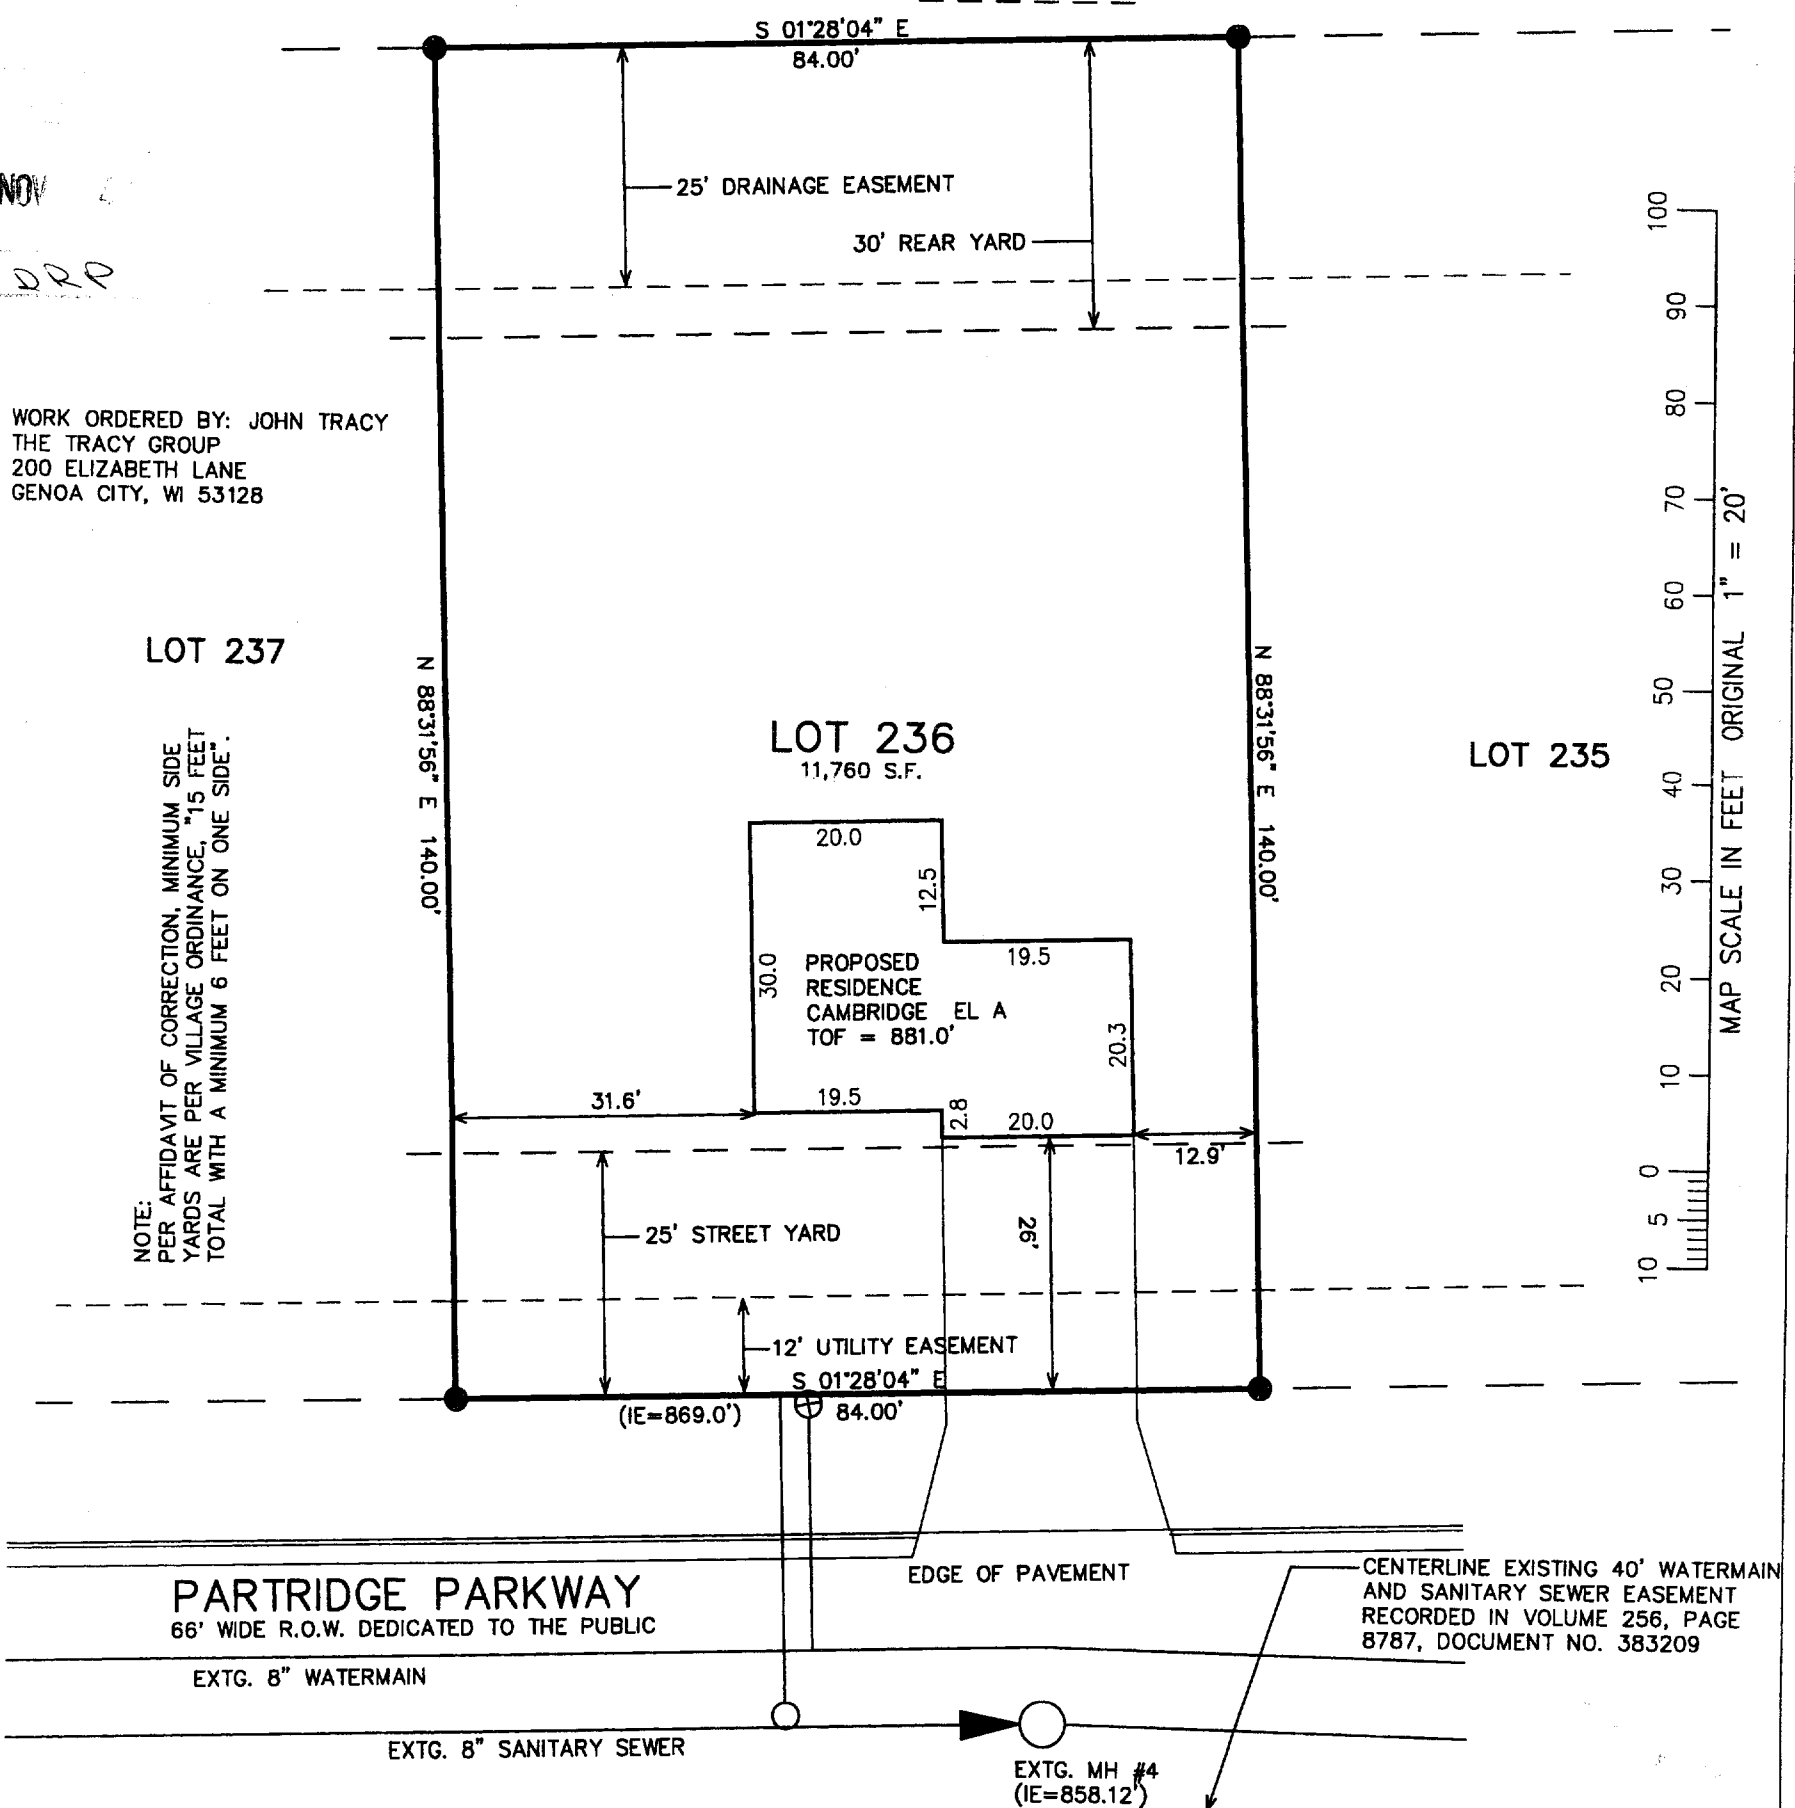 S 01°28'04" E
84.00'
25' DRAINAGE EASEMENT
30' REAR YARD
NOV
DRP
WORK ORDERED BY: JOHN TRACY
THE TRACY GROUP
200 ELIZABETH LANE
GENOA CITY, WI 53128
LOT 237
NOTE:
PER AFFIDAVIT OF CORRECTION, MINIMUM SIDE
YARDS ARE PER VILLAGE ORDINANCE, "15 FEET
TOTAL WITH A MINIMUM 6 FEET ON ONE SIDE".
N 88°31'56" E 140.00'
LOT 236
11,760 S.F.
N 88°31'56" E 140.00'
LOT 235
20.0
12.5
19.5
30.0
PROPOSED
RESIDENCE
CAMBRIDGE EL A
TOF = 881.0'
20.3
31.6'
19.5
2.8
20.0
12.9'
25' STREET YARD
26'
12' UTILITY EASEMENT
S 01°28'04" E
(IE=869.0')
84.00'
100
90
80
70
60
50
40
30
20
10
0
5
10
MAP SCALE IN FEET ORIGINAL 1" = 20'
EDGE OF PAVEMENT
PARTRIDGE PARKWAY
66' WIDE R.O.W. DEDICATED TO THE PUBLIC
CENTERLINE EXISTING 40' WATERMAIN
AND SANITARY SEWER EASEMENT
RECORDED IN VOLUME 256, PAGE
8787, DOCUMENT NO. 383209
EXTG. 8" WATERMAIN
EXTG. 8" SANITARY SEWER
EXTG. MH #4
(IE=858.12')